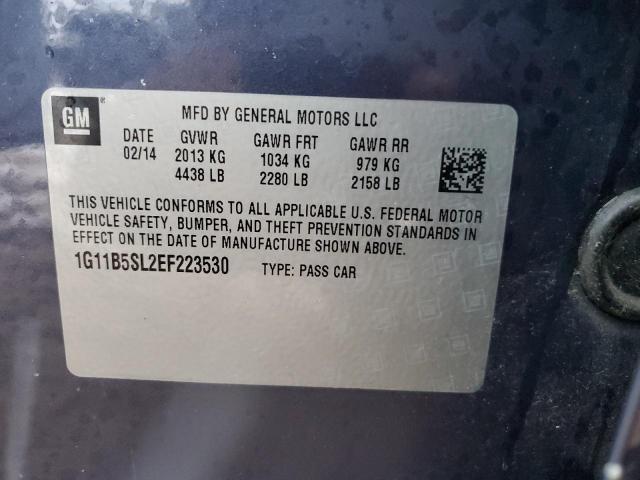 GM
MFD BY GENERAL MOTORS LLC
DATE GVWR GAWR FRT GAWR RR
02/14 2013 KG 1034 KG 979 KG
4438 LB 2280 LB 2158 LB
THIS VEHICLE CONFORMS TO ALL APPLICABLE U.S. FEDERAL MOTOR
VEHICLE SAFETY, BUMPER, AND THEFT PREVENTION STANDARDS IN
EFFECT ON THE DATE OF MANUFACTURE SHOWN ABOVE.
1G11B5SL2EF223530 TYPE: PASS CAR